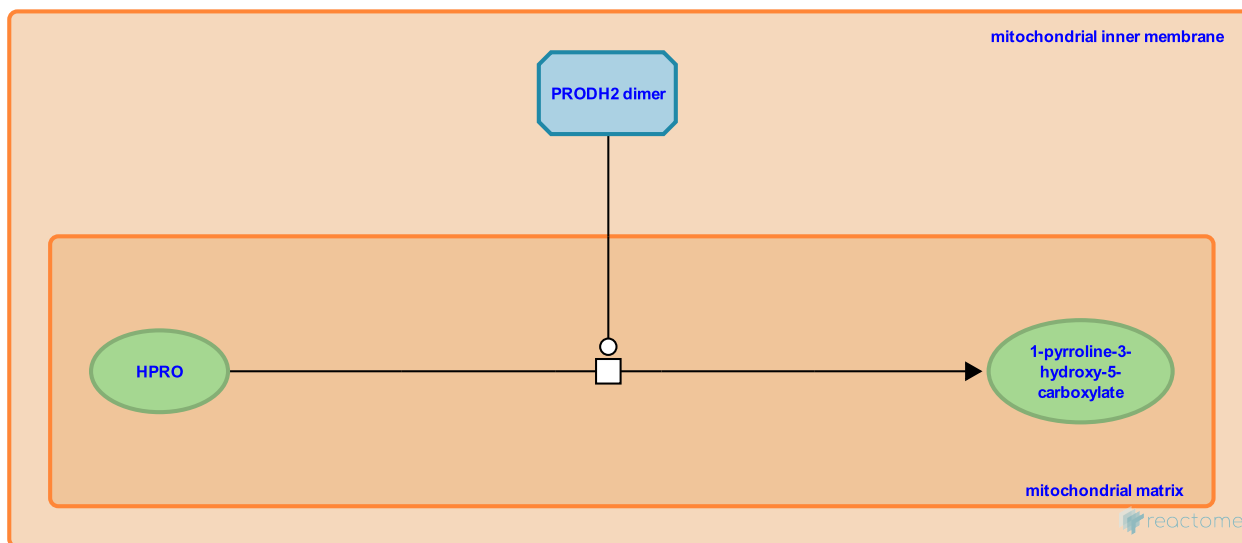 mitochondrial inner membrane
PRODH2 dimer
HPRO
1-pyrroline-3-
hydroxy-5-
carboxylate
mitochondrial matrix
reactome